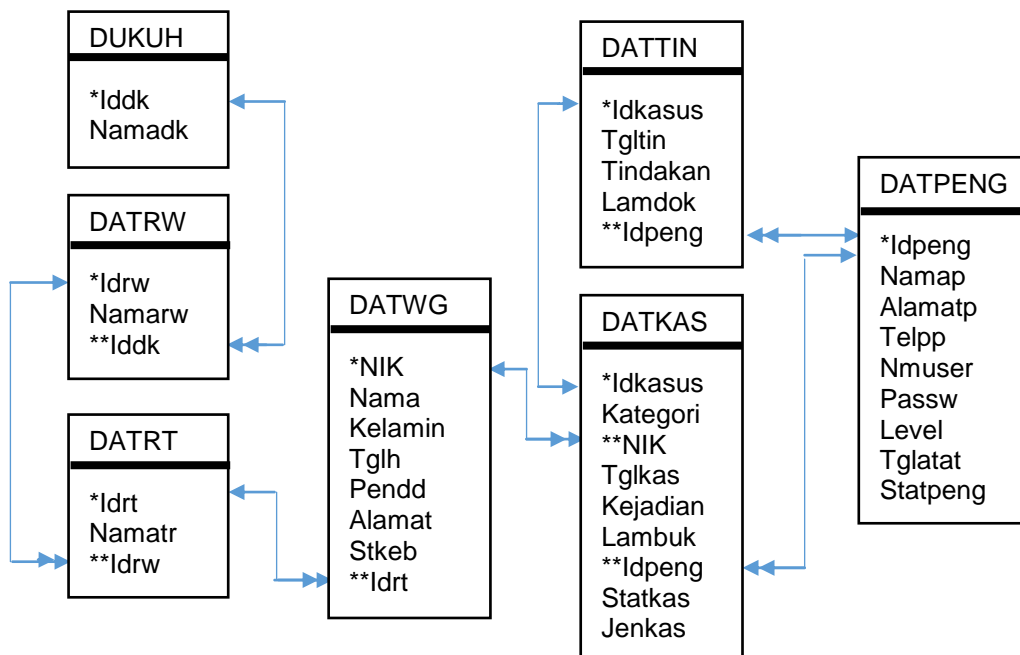 DUKUH
*Iddk
Namadk
DATRW
*Idrw
Namarw
**Iddk
DATRT
*Idrt
Namatr
**Idrw
DATWG
*NIK
Nama
Kelamin
Tglh
Pendd
Alamat
Stkeb
**Idrt
DATTIN
*Idkasus
Tgltin
Tindakan
Lamdok
**Idpeng
DATKAS
*Idkasus
Kategori
**NIK
Tglkas
Kejadian
Lambuk
**Idpeng
Statkas
Jenkas
DATPENG
*Idpeng
Namap
Alamatp
Telpp
Nmuser
Passw
Level
Tglatat
Statpeng